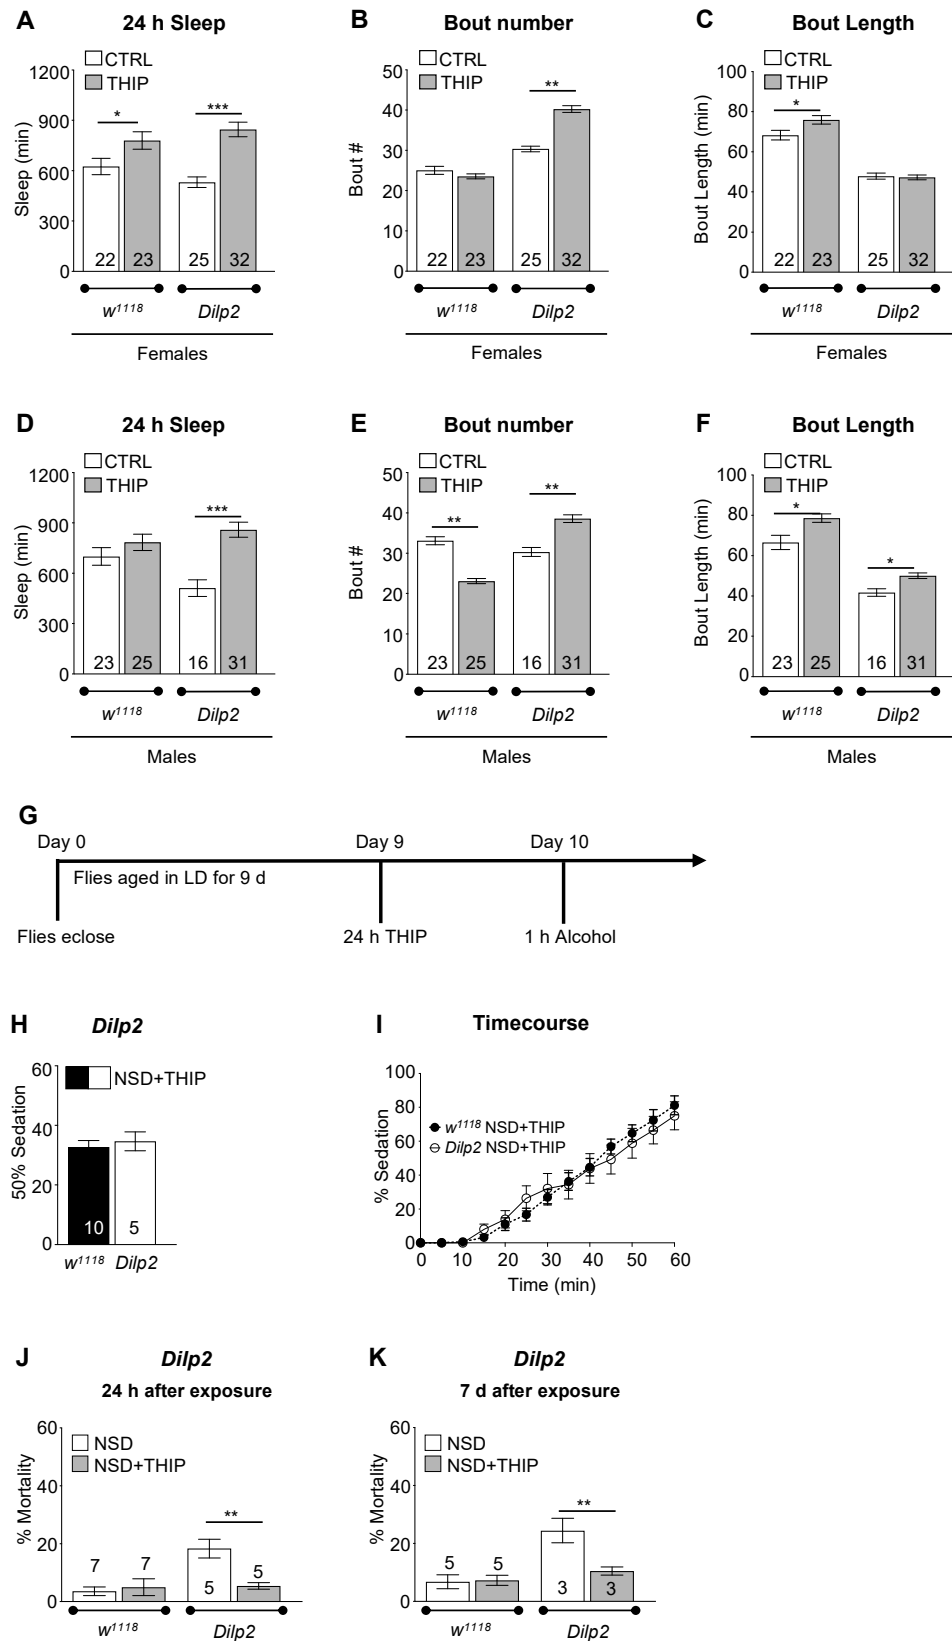 A 24 h Sleep
CTRL
THIP
Sleep (min)
1200
900
600
300
0
*
***
22 23 25 32
w1118 Dilp2
Females
B Bout number
CTRL
THIP
Bout #
50
40
30
20
10
0
**
22 23 25 32
w1118 Dilp2
Females
C Bout Length
CTRL
THIP
Bout Length (min)
100
80
60
40
20
0
*
22 23 25 32
w1118 Dilp2
Females
D 24 h Sleep
CTRL
THIP
Sleep (min)
1200
900
600
300
0
***
23 25 16 31
w1118 Dilp2
Males
E Bout number
CTRL
THIP
Bout #
50
40
30
20
10
0
**
**
23 25 16 31
w1118 Dilp2
Males
F Bout Length
CTRL
THIP
Bout Length (min)
100
80
60
40
20
0
*
*
23 25 16 31
w1118 Dilp2
Males
G
Day 0 Day 9 Day 10
Flies aged in LD for 9 d
Flies eclose 24 h THIP 1 h Alcohol
H Dilp2
NSD+THIP
50% Sedation
60
40
20
0
10 5
w1118 Dilp2
I Timecourse
w1118 NSD+THIP
Dilp2 NSD+THIP
% Sedation
100
80
60
40
20
0
0 10 20 30 40 50 60
Time (min)
J Dilp2
24 h after exposure
NSD
NSD+THIP
% Mortality
60
40
20
0
**
7 7 5 5
w1118 Dilp2
K Dilp2
7 d after exposure
NSD
NSD+THIP
% Mortality
60
40
20
0
**
5 5 3 3
w1118 Dilp2